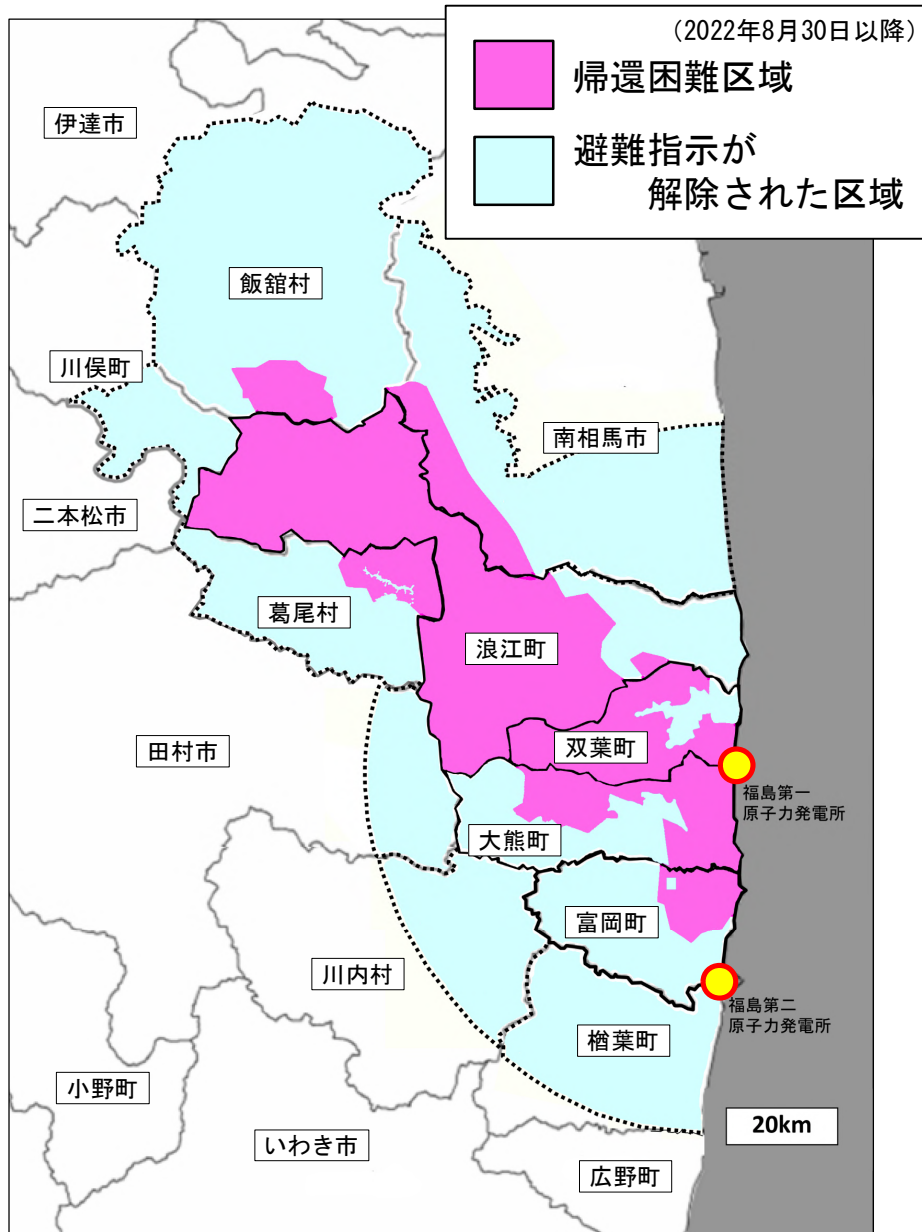 (2022年8月30日以降)
帰還困難区域
避難指示が
解除された区域
伊達市
飯舘村
川俣町
南相馬市
二本松市
葛尾村
浪江町
田村市
双葉町
福島第一
原子力発電所
大熊町
富岡町
川内村
福島第二
原子力発電所
楢葉町
小野町
20km
いわき市
広野町